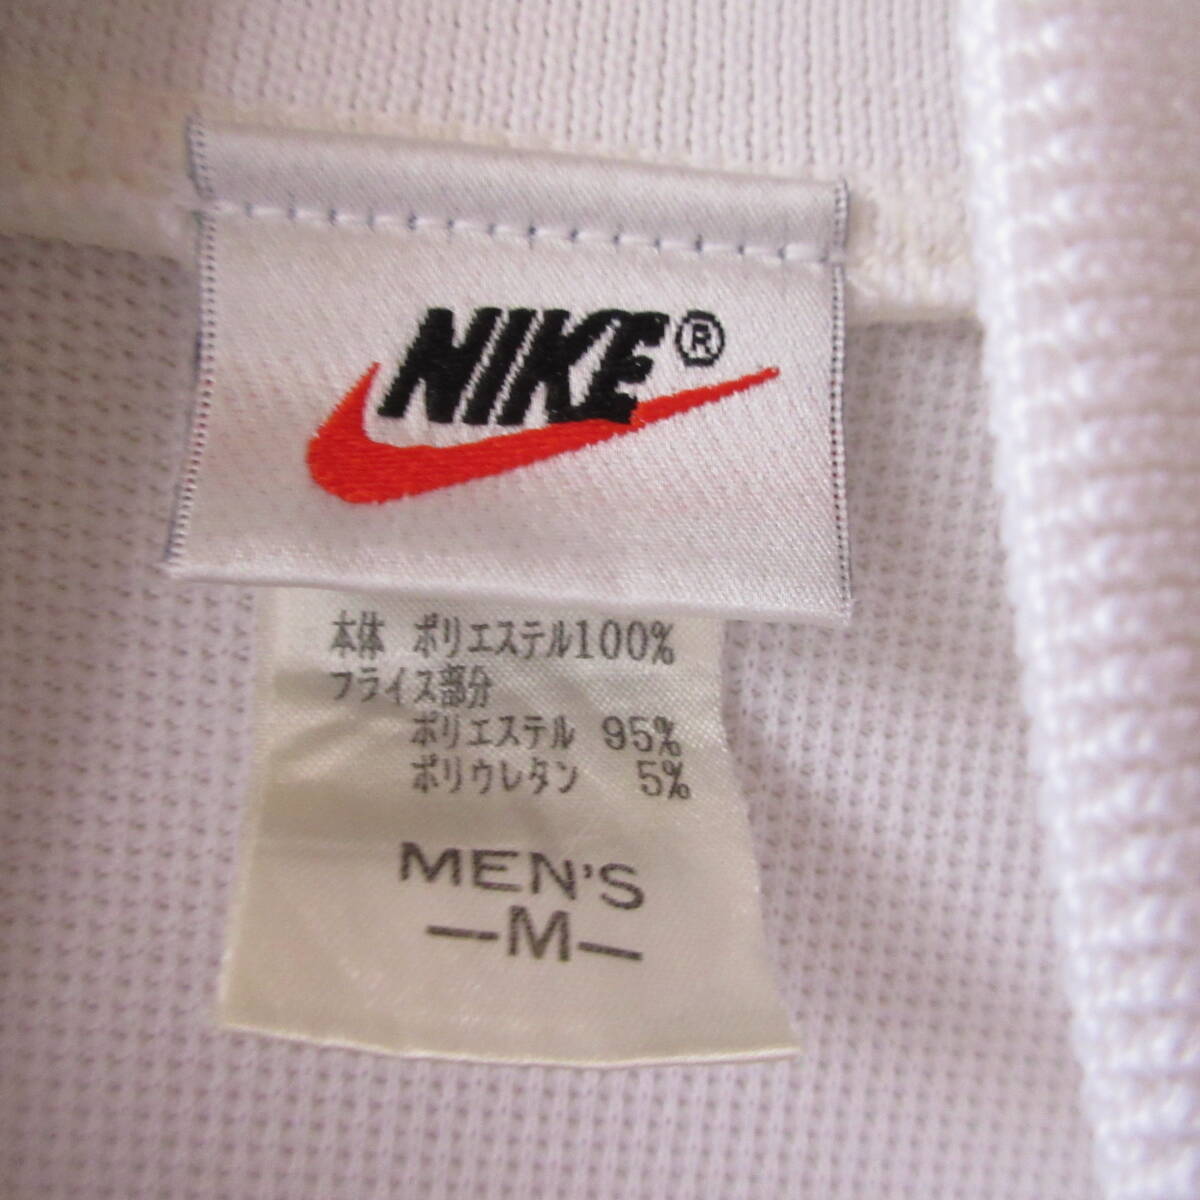 NIKE®
本体 ポリエステル100%
フライス部分
ポリエステル 95%
ポリウレタン 5%
MEN'S
—M—